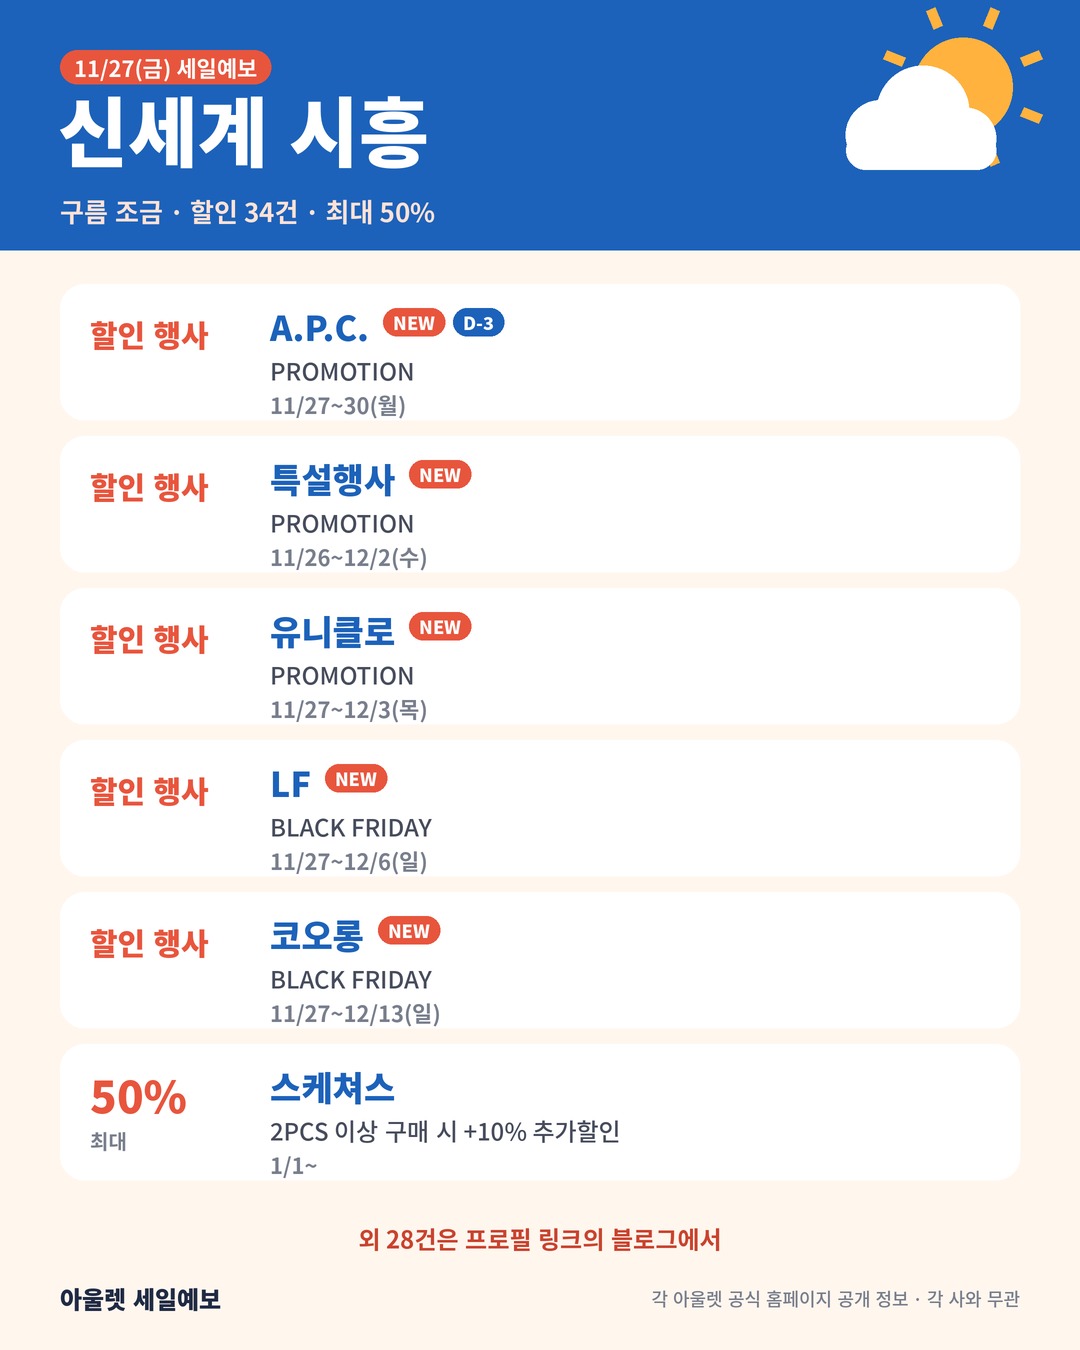 11/27(금) 세일예보
신세계 시흥
구름 조금 · 할인 34건 · 최대 50%
할인 행사
A.P.C. NEW D-3
PROMOTION
11/27~30(월)
할인 행사
특설행사 NEW
PROMOTION
11/26~12/2(수)
할인 행사
유니클로 NEW
PROMOTION
11/27~12/3(목)
할인 행사
LF NEW
BLACK FRIDAY
11/27~12/6(일)
할인 행사
코오롱 NEW
BLACK FRIDAY
11/27~12/13(일)
50%
최대
스케쳐스
2PCS 이상 구매 시 +10% 추가할인
1/1~
외 28건은 프로필 링크의 블로그에서
아울렛 세일예보
각 아울렛 공식 홈페이지 공개 정보 · 각 사와 무관